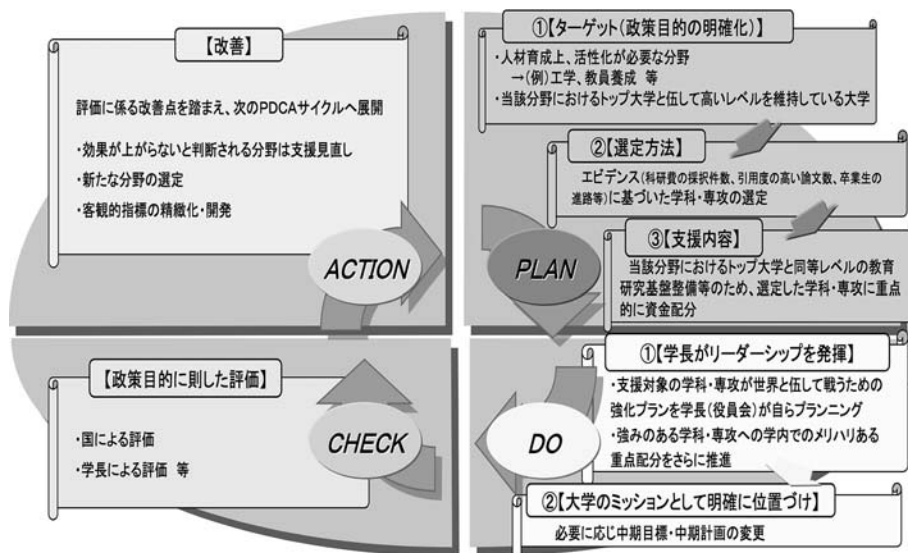 【改善】
評価に係る改善点を踏まえ、次のPDCAサイクルへ展開
・効果が上がらないと判断される分野は支援見直し
・新たな分野の選定
・客観的指標の精緻化・開発
ACTION
①【ターゲット(政策目的の明確化)】
・人材育成上、活性化が必要な分野
→(例)工学、教員養成 等
・当該分野におけるトップ大学と伍して高いレベルを維持している大学
②【選定方法】
エビデンス(科研費の採択件数、引用度の高い論文数、卒業生の
進路等)に基づいた学科・専攻の選定
③【支援内容】
当該分野におけるトップ大学と同等レベルの教育
研究基盤整備等のため、選定した学科・専攻に重点
的に資金配分
PLAN
①【学長がリーダーシップを発揮】
・支援対象の学科・専攻が世界と伍して戦うための
強化プランを学長(役員会)が自らプランニング
・強みのある学科・専攻への学内でのメリハリある
重点配分をさらに推進
DO
②【大学のミッションとして明確に位置づけ】
必要に応じ中期目標・中期計画の変更
【政策目的に則した評価】
・国による評価
・学長による評価 等
CHECK